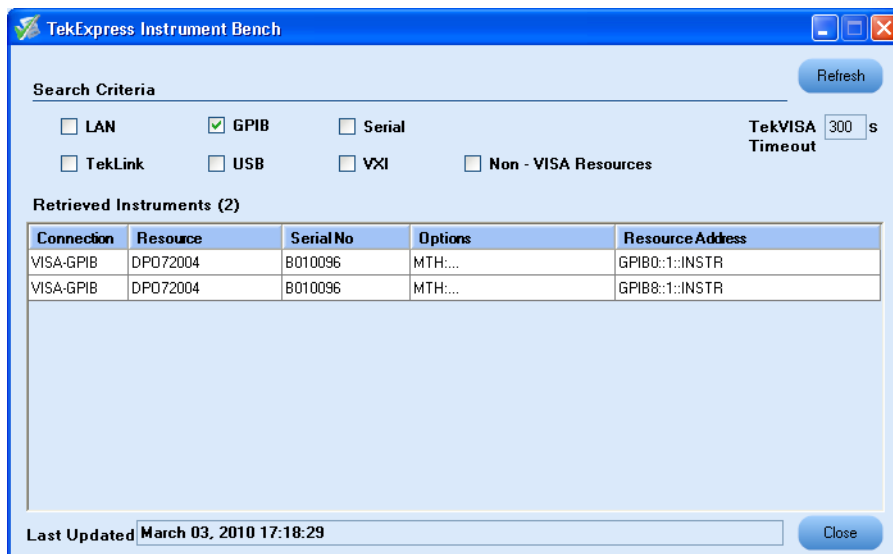 TekExpress Instrument Bench
Refresh
Search Criteria
LAN GPIB Serial TekVISA Timeout 300 s
TekLink USB VXI Non - VISA Resources
Retrieved Instruments (2)
Connection Resource Serial No Options Resource Address
VISA-GPIB DPO72004 B010096 MTH:... GPIB0::1::INSTR
VISA-GPIB DPO72004 B010096 MTH:... GPIB8::1::INSTR
Last Updated March 03, 2010 17:18:29 Close